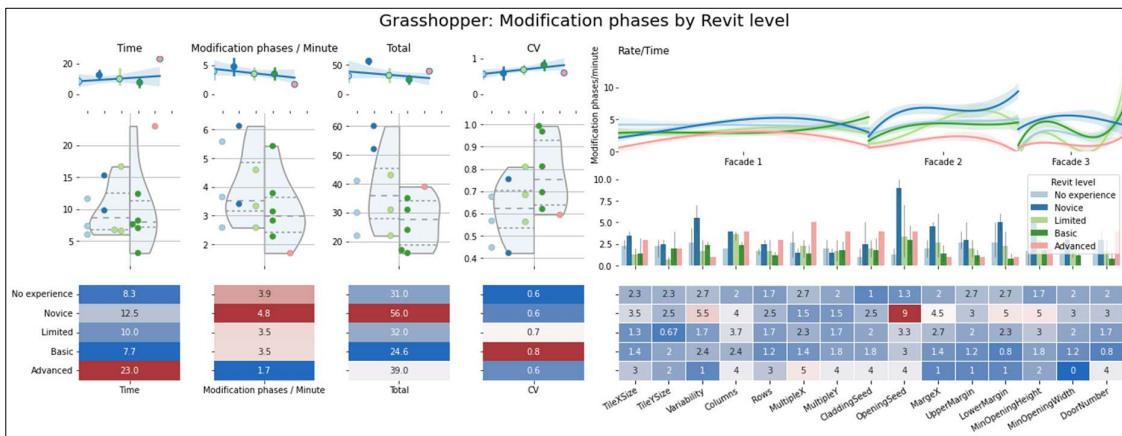 Grasshopper: Modification phases by Revit level
Time
Modification phases / Minute
Total
CV
Rate/Time
20
0
5
0
50
0
1
0
Modification phases/minute
15
10
5
0
Facade 1
Facade 2
Facade 3
20
15
10
5
6
5
4
3
2
60
50
40
30
20
1.0
0.9
0.8
0.7
0.6
0.5
0.4
10.0
7.5
5.0
2.5
0.0
Revit level
No experience
Novice
Limited
Basic
Advanced
No experience 8.3 3.9 31.0 0.6 2.3 2.3 2.7 2 1.7 2.7 2 1 1.3 2 2.7 2.7 1.7 2 2
Novice 12.5 4.8 56.0 0.6 3.5 2.5 5.5 4 2.5 1.5 1.5 2.5 9 4.5 3 5 5 3 3
Limited 10.0 3.5 32.0 0.7 1.3 0.67 1.7 3.7 1.7 2.3 1.7 2 3.3 2.7 2 2.3 3 2 1.7
Basic 7.7 3.5 24.6 0.8 1.4 2 2.4 2.4 1.2 1.4 1.8 1.8 3 1.4 1.2 0.8 1.8 1.2 0.8
Advanced 23.0 1.7 39.0 0.6 3 2 1 4 3 5 4 4 4 1 1 1 2 0 4
Time
Modification phases / Minute
Total
CV
TileXSize
TileYSize
Variability
Columns
Rows
MultipleX
MultipleY
CladdingSeed
OpeningSeed
MargeX
UpperMargin
LowerMargin
MinOpeningHeight
MinOpeningWidth
DoorNumber